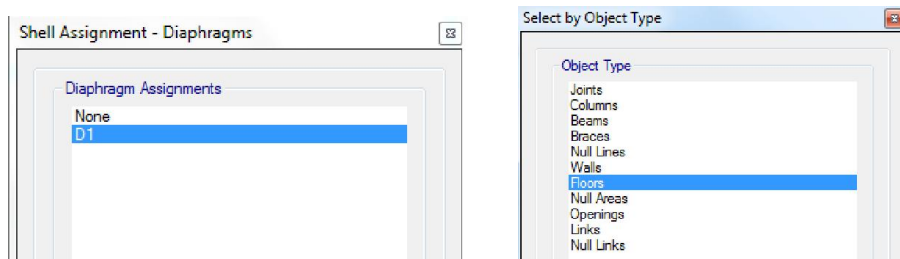 Shell Assignment - Diaphragms
Diaphragm Assignments
None
D1
Select by Object Type
Object Type
Joints
Columns
Beams
Braces
Null Lines
Walls
Floors
Null Areas
Openings
Links
Null Links